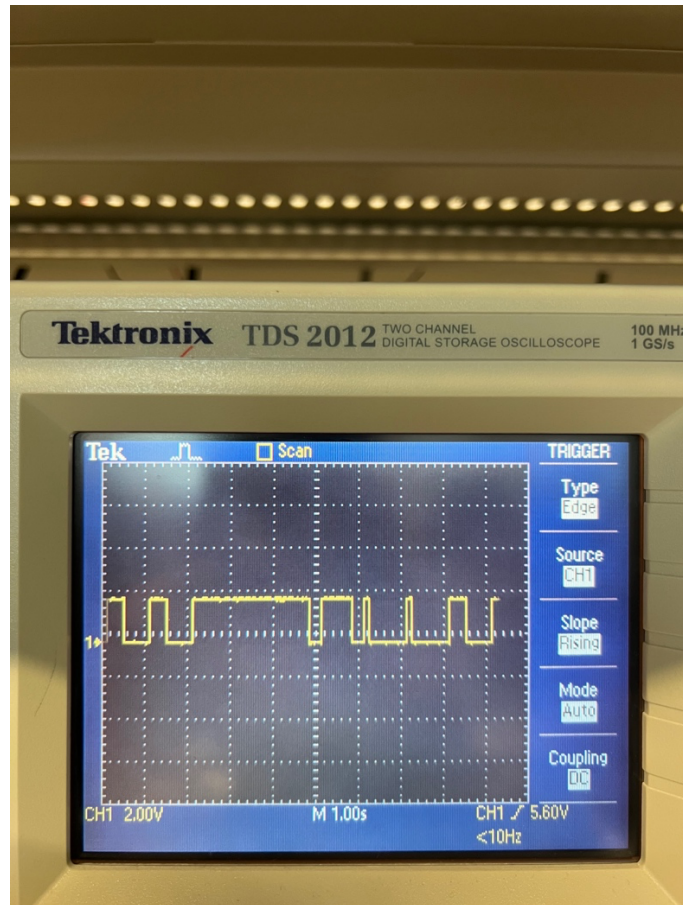 Tektronix TDS 2012 TWO CHANNEL DIGITAL STORAGE OSCILLOSCOPE 100 MHz 1 GS/s
Tek Scan TRIGGER
Type
Edge
Source
CH1
Slope
Rising
Mode
Auto
Coupling
DC
1
CH1 2.00V M 1.00s CH1 5.60V
<10Hz